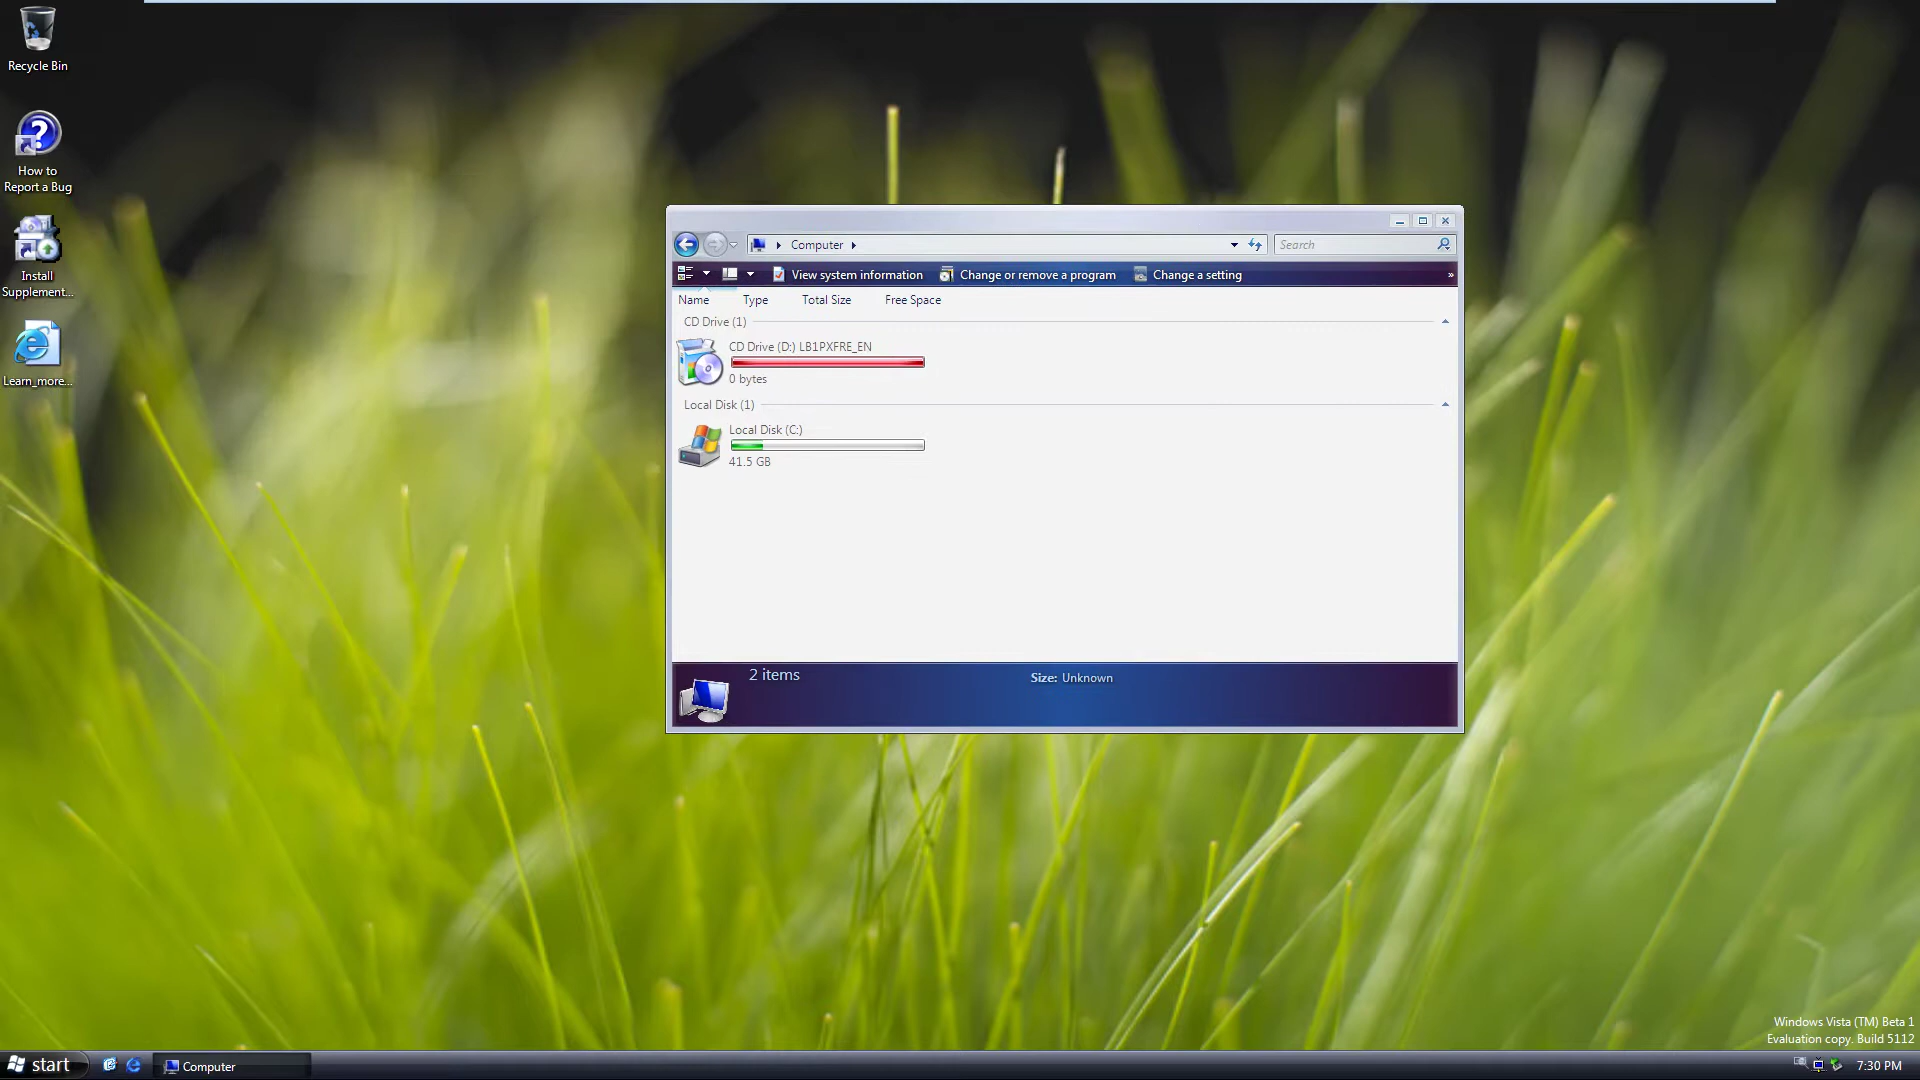 Recycle Bin
How to
Report a Bug
Install
Supplement...
Learn_more...
Computer
Search
View system information
Change or remove a program
Change a setting
»
Name
Type
Total Size
Free Space
CD Drive (1)
CD Drive (D:) LB1PXFRE_EN
0 bytes
Local Disk (1)
Local Disk (C:)
41.5 GB
2 items
Size: Unknown
Windows Vista (TM) Beta 1
Evaluation copy. Build 5112
start
Computer
7:30 PM